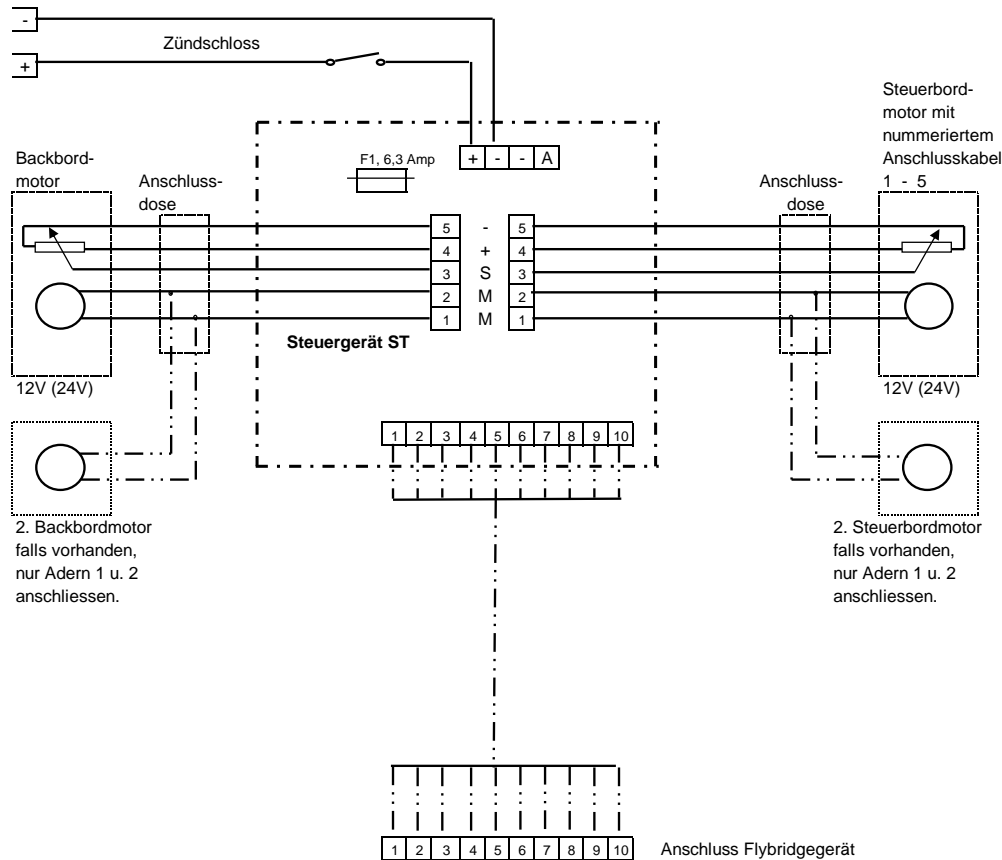 -
Zündschloss
+
Steuerbord-
motor mit
nummeriertem
Anschlusskabel
1 - 5
F1, 6,3 Amp
+ - - A
Backbord-
motor
Anschluss-
dose
Anschluss-
dose
5 - 5
4 + 4
3 S 3
2 M 2
1 M 1
Steuergerät ST
12V (24V)
12V (24V)
1 2 3 4 5 6 7 8 9 10
2. Backbordmotor
falls vorhanden,
nur Adern 1 u. 2
anschliessen.
2. Steuerbordmotor
falls vorhanden,
nur Adern 1 u. 2
anschliessen.
1 2 3 4 5 6 7 8 9 10
Anschluss Flybridgegerät